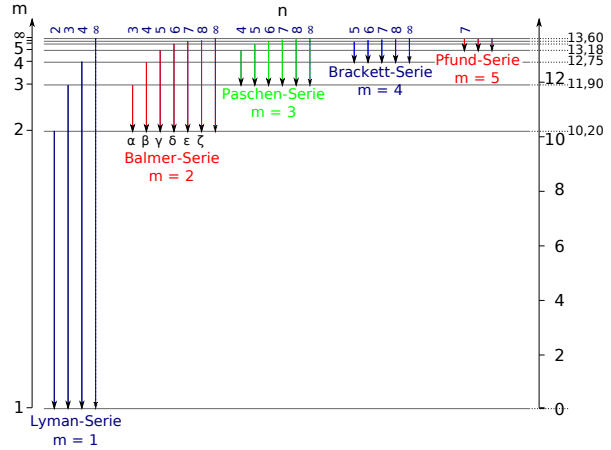 m
n
2 3 4 ∞ 3 4 5 6 7 8 ∞ 4 5 6 7 8 ∞ 5 6 7 8 ∞ 7
∞
5
4
3
2
1
13,60
13,18
12,75
11,90
10,20
12
10
8
6
4
2
0
Pfund-Serie
m = 5
Brackett-Serie
m = 4
Paschen-Serie
m = 3
α β γ δ ε ζ
Balmer-Serie
m = 2
Lyman-Serie
m = 1